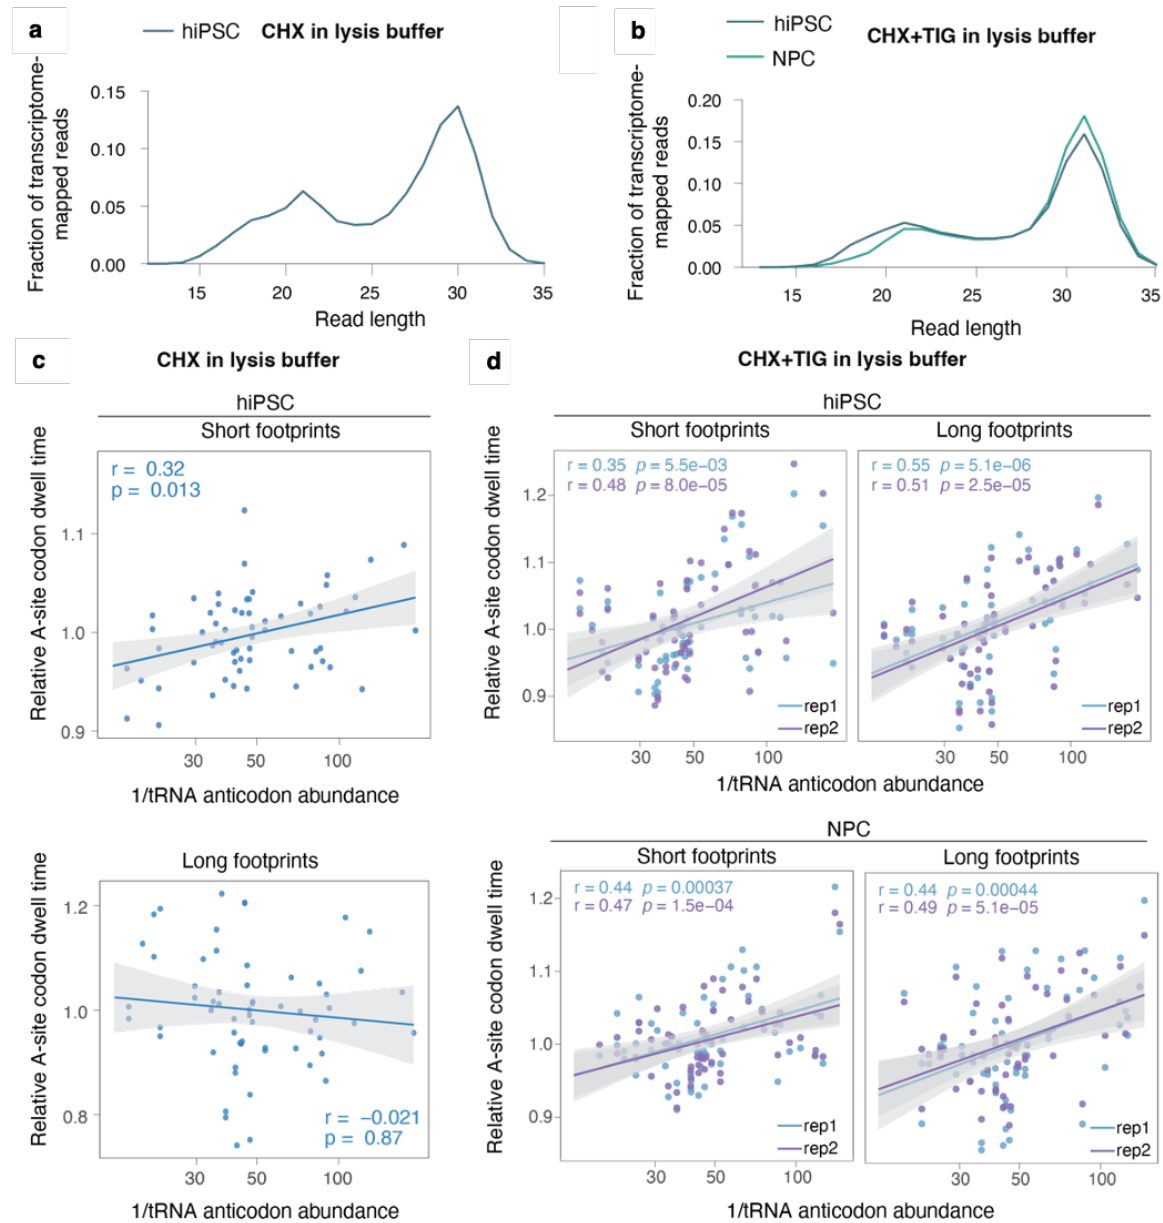 a
hiPSC
CHX in lysis buffer
Fraction of transcriptome-
mapped reads
0.15
0.10
0.05
0.00
15
20
25
30
35
Read length
b
hiPSC
NPC
CHX+TIG in lysis buffer
Fraction of transcriptome-
mapped reads
0.20
0.15
0.10
0.05
0.00
15
20
25
30
35
Read length
c
CHX in lysis buffer
hiPSC
Short footprints
r = 0.32
p = 0.013
Relative A-site codon dwell time
1.1
1.0
0.9
30
50
100
1/tRNA anticodon abundance
Long footprints
Relative A-site codon dwell time
1.2
1.0
0.8
r = −0.021
p = 0.87
30
50
100
1/tRNA anticodon abundance
d
CHX+TIG in lysis buffer
hiPSC
Short footprints
Long footprints
r = 0.35 p = 5.5e−03
r = 0.48 p = 8.0e−05
r = 0.55 p = 5.1e−06
r = 0.51 p = 2.5e−05
Relative A-site codon dwell time
1.2
1.1
1.0
0.9
rep1
rep2
rep1
rep2
30
50
100
30
50
100
1/tRNA anticodon abundance
NPC
Short footprints
Long footprints
r = 0.44 p = 0.00037
r = 0.47 p = 1.5e−04
r = 0.44 p = 0.00044
r = 0.49 p = 5.1e−05
Relative A-site codon dwell time
1.2
1.1
1.0
0.9
rep1
rep2
rep1
rep2
30
50
100
30
50
100
1/tRNA anticodon abundance